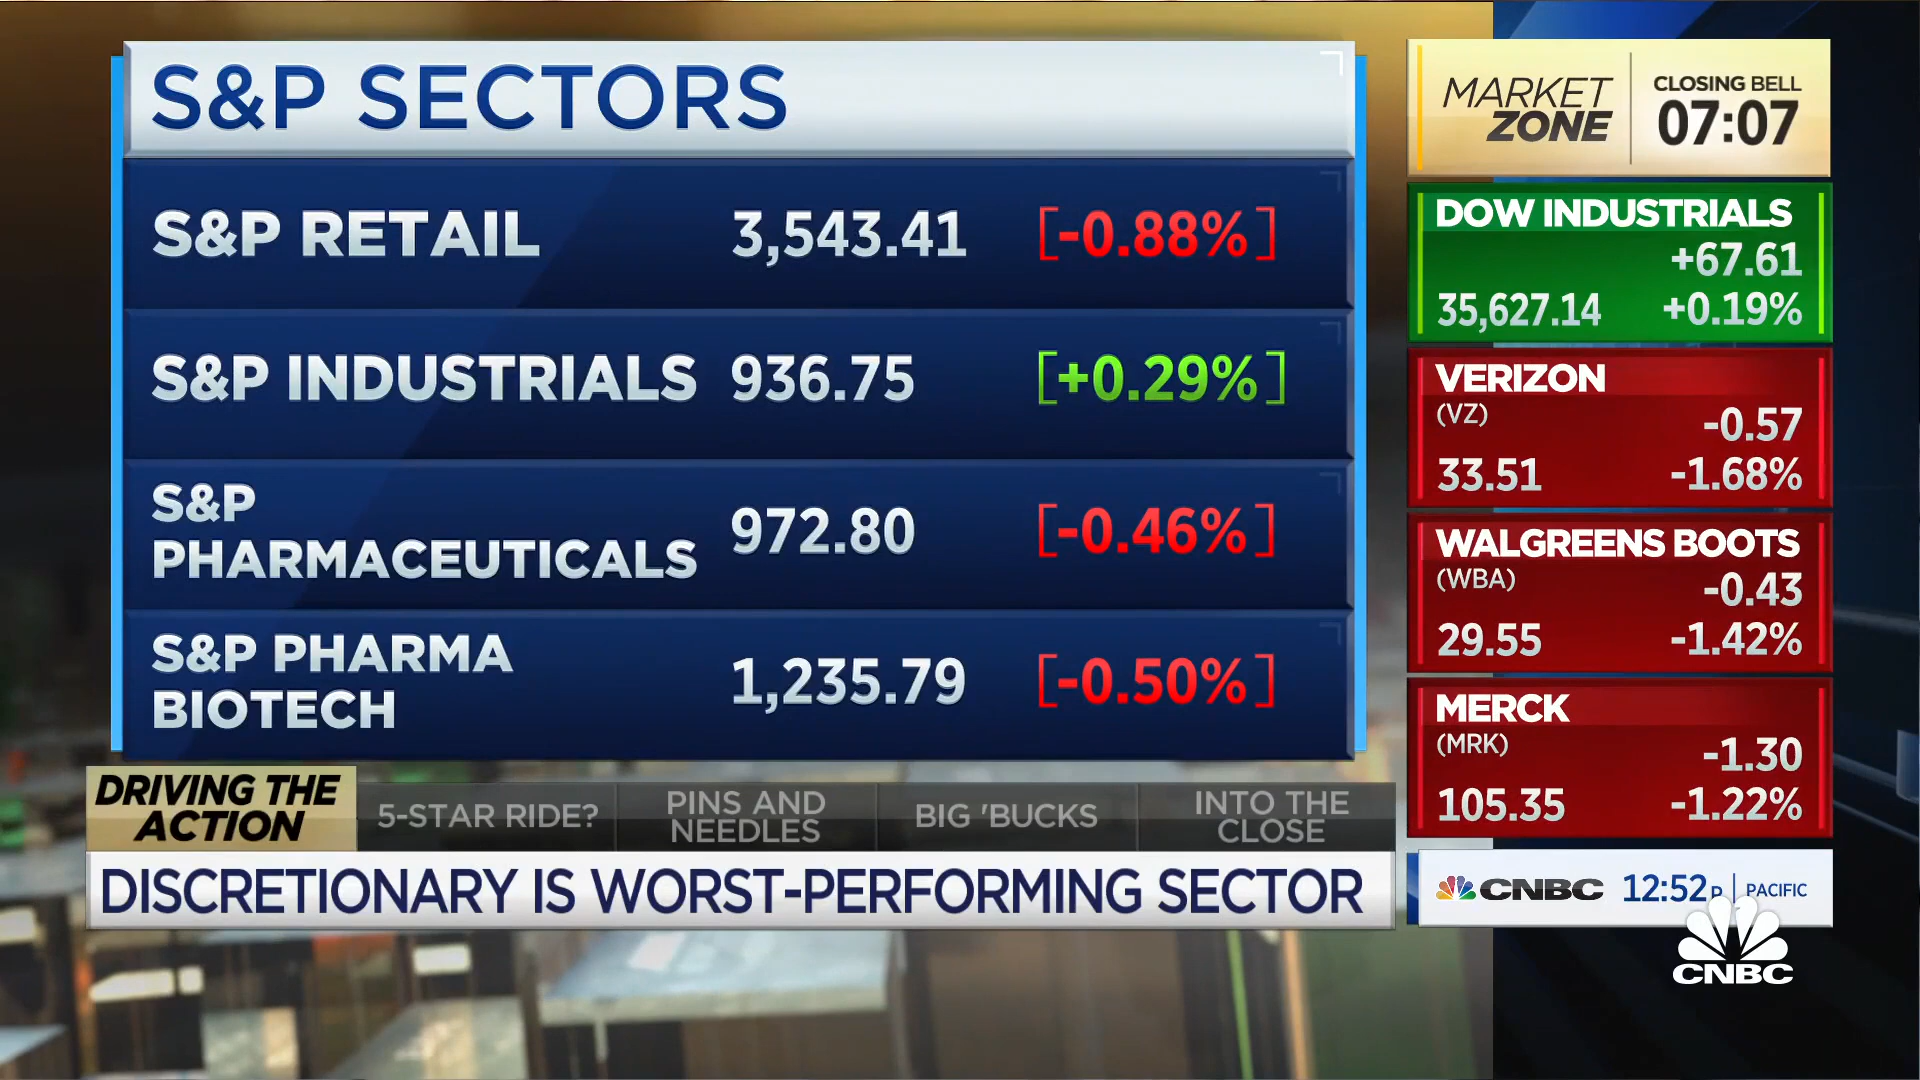 S&P SECTORS
S&P RETAIL 3,543.41 [-0.88%]
S&P INDUSTRIALS 936.75 [+0.29%]
S&P
PHARMACEUTICALS 972.80 [-0.46%]
S&P PHARMA
BIOTECH 1,235.79 [-0.50%]
DRIVING THE
ACTION
5-STAR RIDE?
PINS AND
NEEDLES
BIG 'BUCKS
INTO THE
CLOSE
DISCRETIONARY IS WORST-PERFORMING SECTOR
MARKET
ZONE
CLOSING BELL
07:07
DOW INDUSTRIALS
+67.61
35,627.14 +0.19%
VERIZON
(VZ) -0.57
33.51 -1.68%
WALGREENS BOOTS
(WBA) -0.43
29.55 -1.42%
MERCK
(MRK) -1.30
105.35 -1.22%
CNBC 12:52P PACIFIC
CNBC